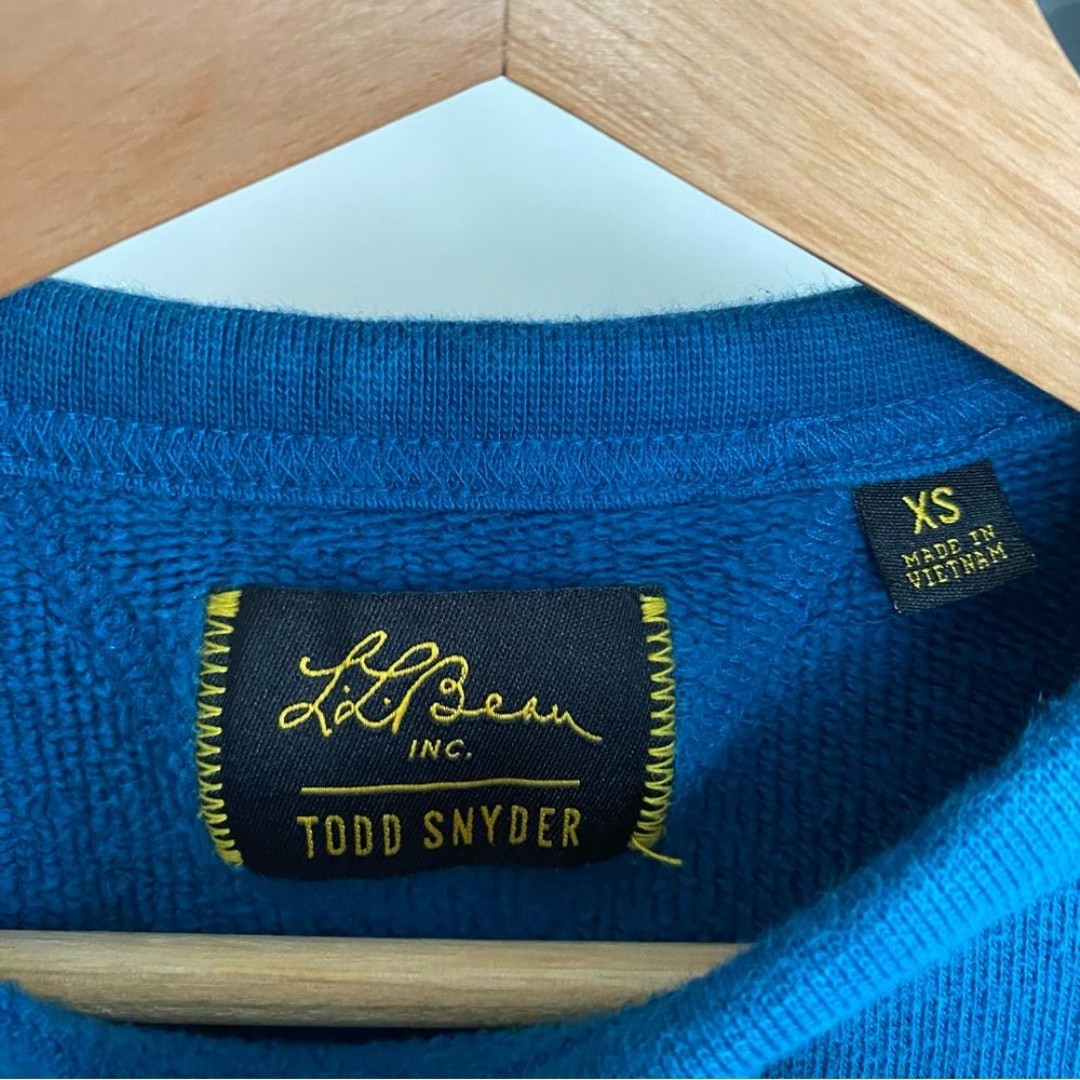 XS
MADE IN
VIETNAM
L.L.Bean
INC.
TODD SNYDER